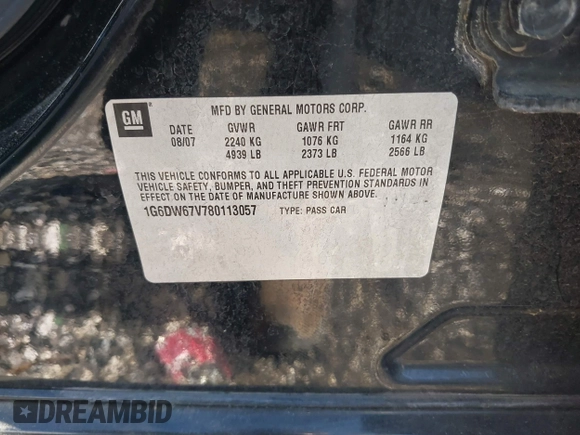 GM
MFD BY GENERAL MOTORS CORP.
DATE GVWR GAWR FRT GAWR RR
08/07 2240 KG 1076 KG 1164 KG
4939 LB 2373 LB 2566 LB
THIS VEHICLE CONFORMS TO ALL APPLICABLE U.S. FEDERAL MOTOR
VEHICLE SAFETY, BUMPER, AND THEFT PREVENTION STANDARDS IN
EFFECT ON THE DATE OF MANUFACTURE SHOWN ABOVE.
1G6DW67V780113057 TYPE: PASS CAR
DREAMBID